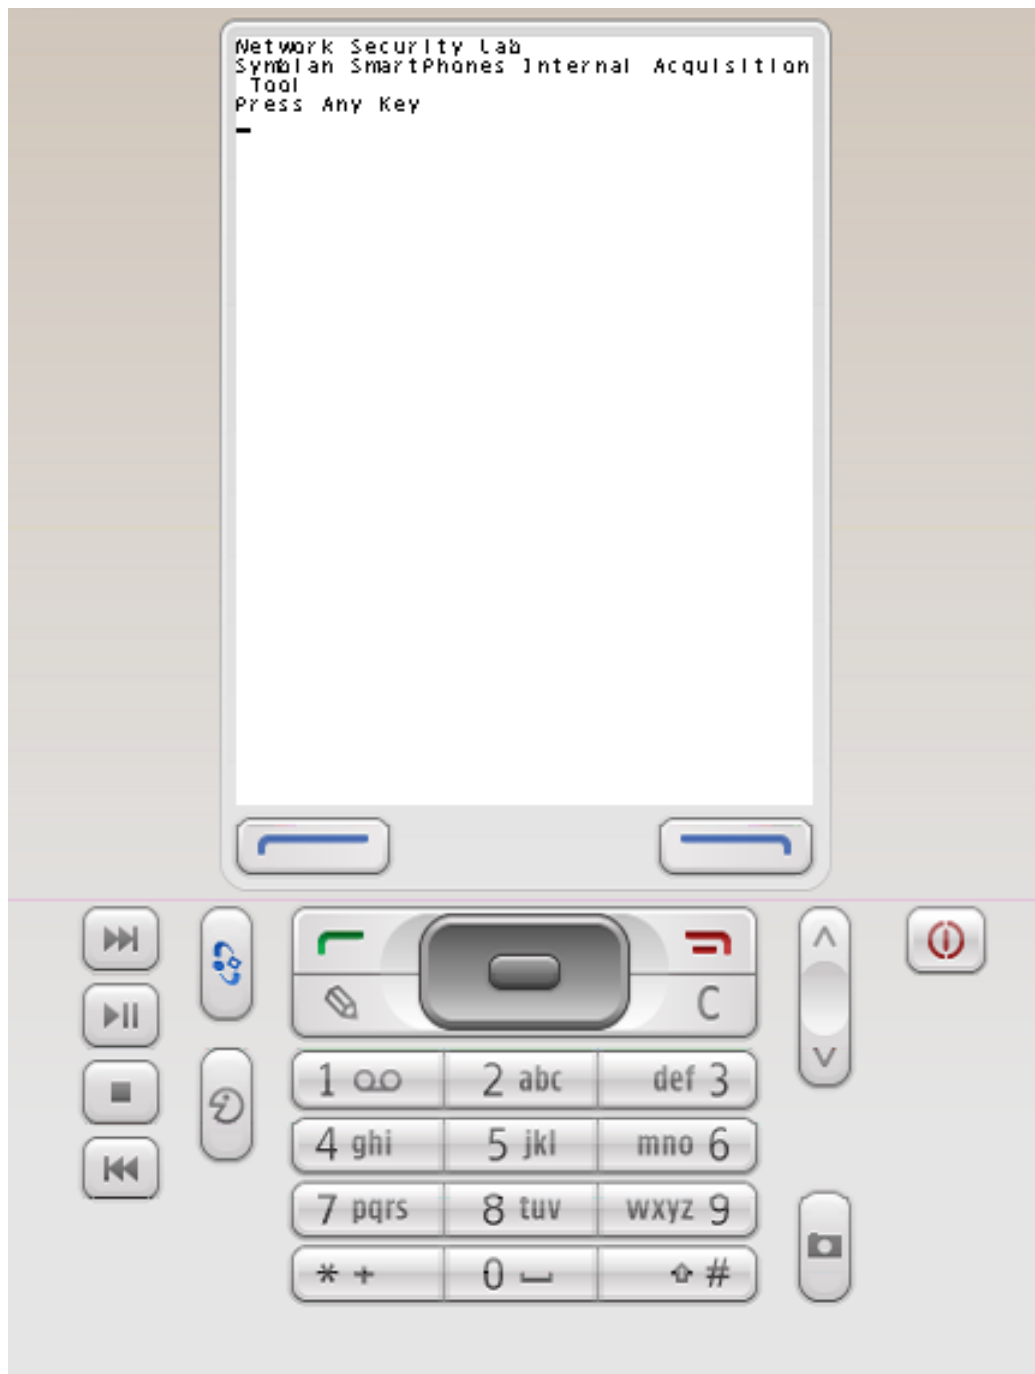 Network Security Lab
Symbian SmartPhones Internal Acquisition
Tool
Press Any Key
C
1 2 abc def 3
4 ghi 5 jkl mno 6
7 pqrs 8 tuv wxyz 9
* + 0 #